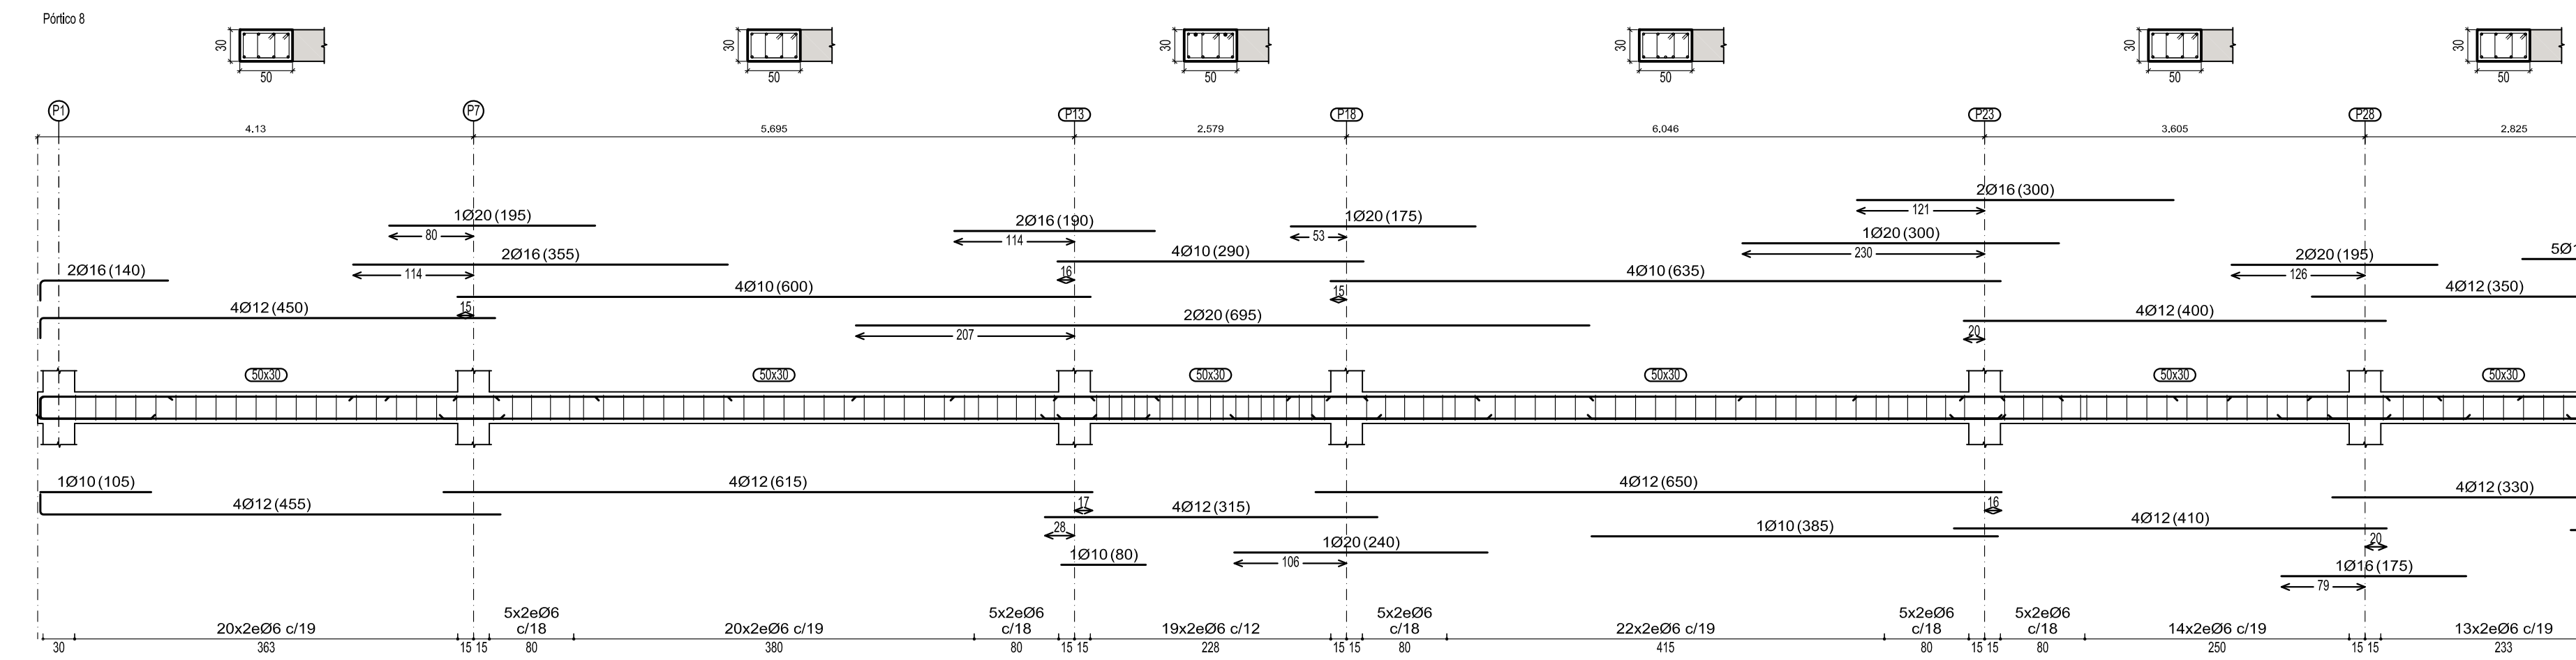 Pórtico 8
30 30 30 30 30 30
50 50 50 50 50 50
P1 P7 P13 P18 P23 P28
4.13 5.695 2.579 6.046 3.605 2.825
2Ø16(300)
121
1Ø20(195) 2Ø16(190) 1Ø20(175)
80 114 53
1Ø20(300)
230
2Ø16(355) 4Ø10(290) 2Ø20(195) 5Ø1
114 16 126
2Ø16(140) 4Ø10(635)
15
4Ø10(600) 4Ø12(350)
15
4Ø12(450) 2Ø20(695) 4Ø12(400)
207 20
50x30 50x30 50x30 50x30 50x30 50x30
1Ø10(105) 4Ø12(615) 4Ø12(650) 4Ø12(330)
17 16
4Ø12(455) 4Ø12(315) 1Ø10(385) 4Ø12(410)
28 20
1Ø10(80) 1Ø20(240) 1Ø16(175)
106 79
5x2eØ6 5x2eØ6 5x2eØ6 5x2eØ6 5x2eØ6
20x2eØ6 c/19 c/18 20x2eØ6 c/19 c/18 19x2eØ6 c/12 c/18 22x2eØ6 c/19 c/18 c/18 14x2eØ6 c/19 13x2eØ6 c/19
30 363 15 15 80 380 80 15 15 228 15 15 80 415 80 15 15 80 250 15 15 233